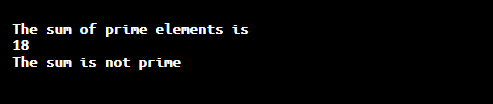 The sum of prime elements is
18
The sum is not prime